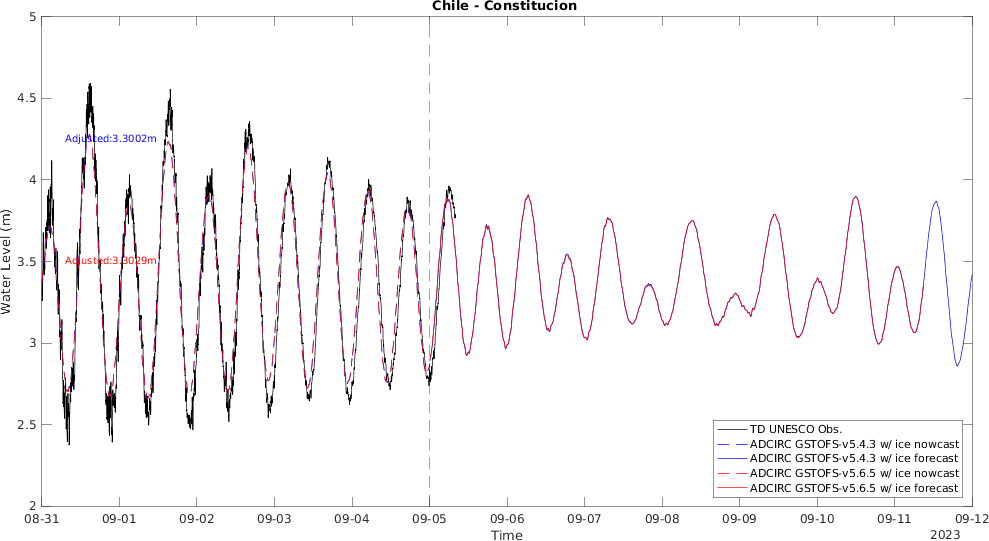 Chile - Constitucion
5
4.5
4
3.5
3
2.5
2
Water Level (m)
Adjusted:3.3002m
Adjusted:3.3029m
TD UNESCO Obs.
ADCIRC GSTOFS-v5.4.3 w/ ice nowcast
ADCIRC GSTOFS-v5.4.3 w/ ice forecast
ADCIRC GSTOFS-v5.6.5 w/ ice nowcast
ADCIRC GSTOFS-v5.6.5 w/ ice forecast
08-31 09-01 09-02 09-03 09-04 09-05 09-06 09-07 09-08 09-09 09-10 09-11 09-12
Time
2023